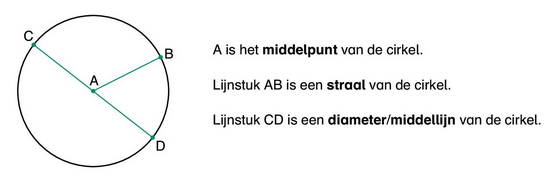 C
B
A
D
A is het middelpunt van de cirkel.
Lijnstuk AB is een straal van de cirkel.
Lijnstuk CD is een diameter/middellijn van de cirkel.